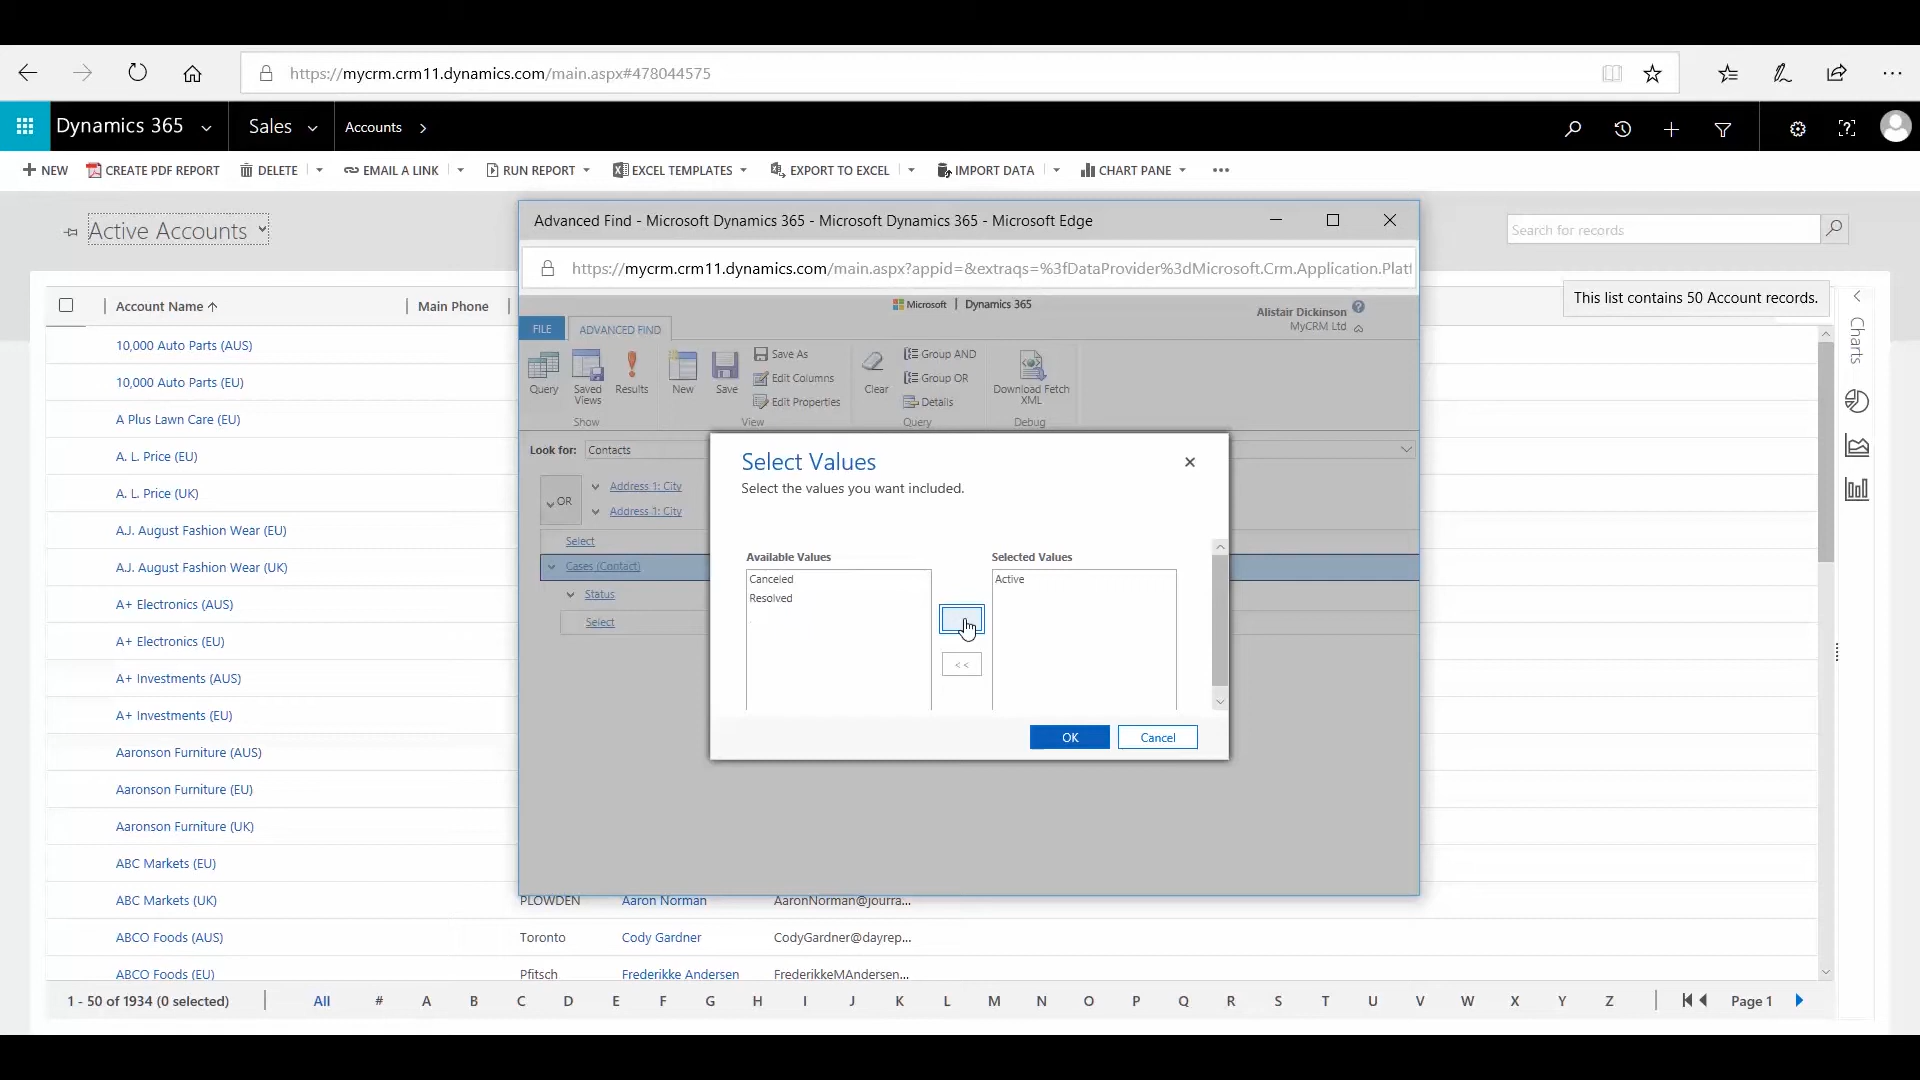 https://mycrm.crm11.dynamics.com/main.aspx#478044575
Dynamics 365 Sales Accounts
NEW CREATE PDF REPORT DELETE EMAIL A LINK RUN REPORT EXCEL TEMPLATES EXPORT TO EXCEL IMPORT DATA CHART PANE
Active Accounts
Search for records
Account Name Main Phone
This list contains 50 Account records.
Charts
10,000 Auto Parts (AUS)
10,000 Auto Parts (EU)
A Plus Lawn Care (EU)
A. L. Price (EU)
A. L. Price (UK)
A.J. August Fashion Wear (EU)
A.J. August Fashion Wear (UK)
A+ Electronics (AUS)
A+ Electronics (EU)
A+ Investments (AUS)
A+ Investments (EU)
Aaronson Furniture (AUS)
Aaronson Furniture (EU)
Aaronson Furniture (UK)
ABC Markets (EU)
ABC Markets (UK) PLOWDEN Aaron Norman AaronNorman@jourra...
ABCO Foods (AUS) Toronto Cody Gardner CodyGardner@dayrep...
ABCO Foods (EU) Pfitsch Frederikke Andersen FrederikkeMAndersen...
1 - 50 of 1934 (0 selected) All # A B C D E F G H I J K L M N O P Q R S T U V W X Y Z Page 1
Advanced Find - Microsoft Dynamics 365 - Microsoft Dynamics 365 - Microsoft Edge
https://mycrm.crm11.dynamics.com/main.aspx?appid=&extraqs=%3fDataProvider%3dMicrosoft.Crm.Application.Platf
Microsoft | Dynamics 365
Alistair Dickinson
MyCRM Ltd
FILE ADVANCED FIND
Query
Saved Views
Results
Show
New
Save
Save As
Edit Columns
Edit Properties
View
Clear
Group AND
Group OR
Details
Query
Download Fetch XML
Debug
Look for: Contacts
OR
Address 1: City
Address 1: City
Select
Cases (Contact)
Status
Select
Select Values
Select the values you want included.
Available Values
Canceled
Resolved
<<
Selected Values
Active
OK
Cancel